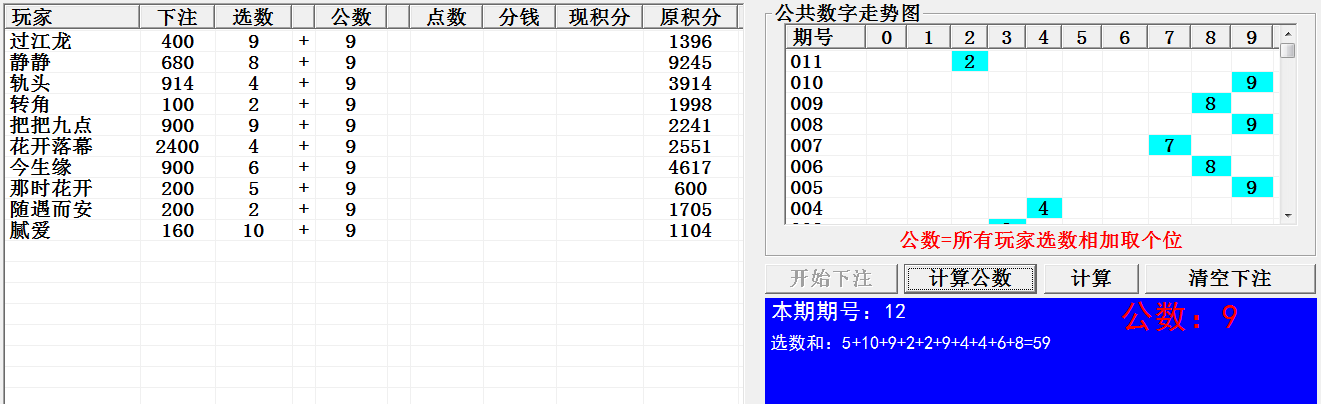 玩家 下注 选数 公数 点数 分钱 现积分 原积分
过江龙 400 9 + 9 1396
静静 680 8 + 9 9245
轨头 914 4 + 9 3914
转角 100 2 + 9 1998
把把九点 900 9 + 9 2241
花开落幕 2400 4 + 9 2551
今生缘 900 6 + 9 4617
那时花开 200 5 + 9 600
随遇而安 200 2 + 9 1705
腻爱 160 10 + 9 1104
公共数字走势图
期号 0 1 2 3 4 5 6 7 8 9
011 2
010 9
009 8
008 9
007 7
006 8
005 9
004 4
公数=所有玩家选数相加取个位
开始下注 计算公数 计算 清空下注
本期期号：12 公数：9
选数和：5+10+9+2+2+9+4+4+6+8=59